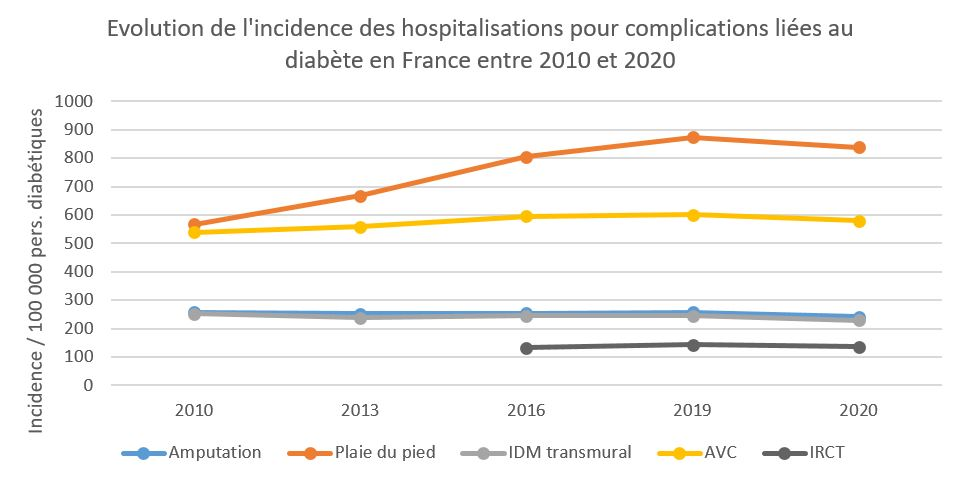 Evolution de l'incidence des hospitalisations pour complications liées au
diabète en France entre 2010 et 2020
Incidence / 100 000 pers. diabétiques
1000
900
800
700
600
500
400
300
200
100
0
2010 2013 2016 2019 2020
Amputation Plaie du pied IDM transmural AVC IRCT